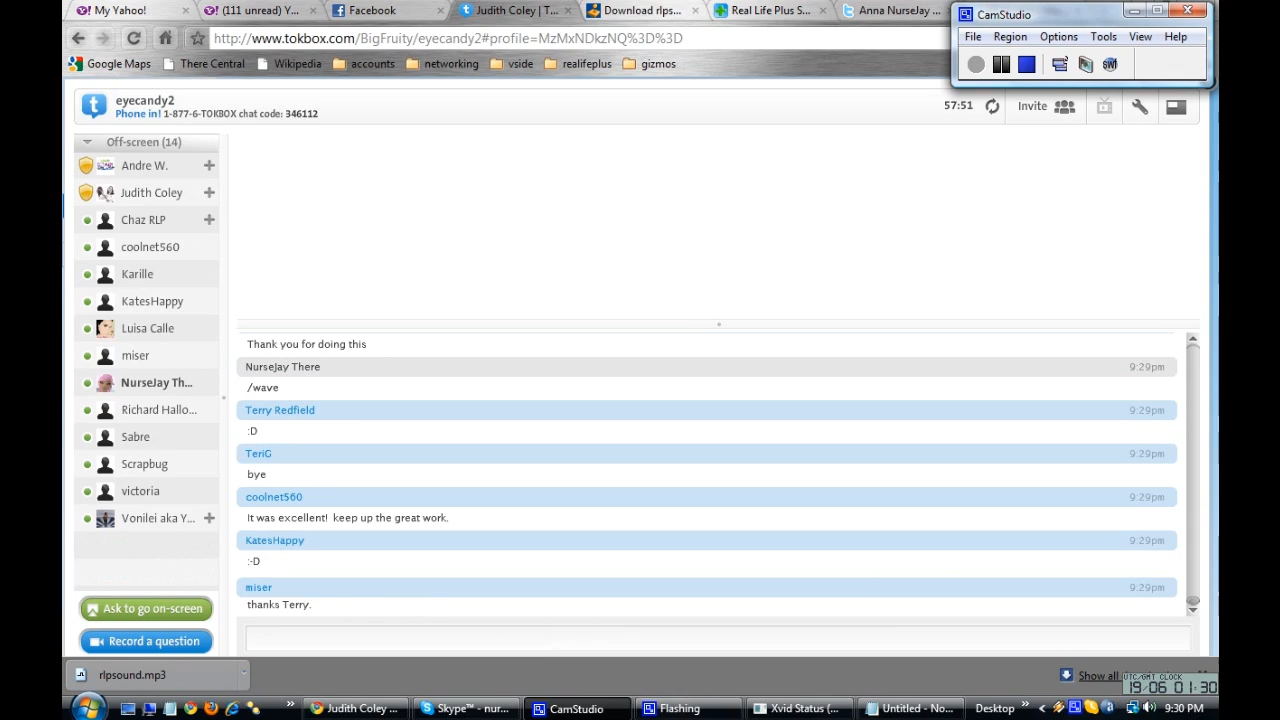 My Yahoo!
(111 unread) Y...
Facebook
Judith Coley | T...
Download rlps...
Real Life Plus S...
Anna NurseJay ...
CamStudio
http://www.tokbox.com/BigFruity/eyecandy2#profile=MzMxNDkzNQ%3D%3D
File Region Options Tools View Help
Google Maps
There Central
Wikipedia
accounts
networking
vside
realifeplus
gizmos
eyecandy2
Phone in! 1-877-6-TOKBOX chat code: 346112
57:51
Invite
Off-screen (14)
Andre W.
Judith Coley
Chaz RLP
coolnet560
Karille
KatesHappy
Luisa Calle
miser
NurseJay Th...
Richard Hallo...
Sabre
Scrapbug
victoria
Vonilei aka Y...
Ask to go on-screen
Record a question
Thank you for doing this
NurseJay There 9:29pm
/wave
Terry Redfield 9:29pm
:D
TeriG 9:29pm
bye
coolnet560 9:29pm
It was excellent! keep up the great work.
KatesHappy 9:29pm
:-D
miser 9:29pm
thanks Terry.
rlpsound.mp3
Show all
UTC/GMT CLOCK
19/06 01:30
Judith Coley ...
Skype™ - nur...
CamStudio
Flashing
Xvid Status (...
Untitled - No...
Desktop
9:30 PM